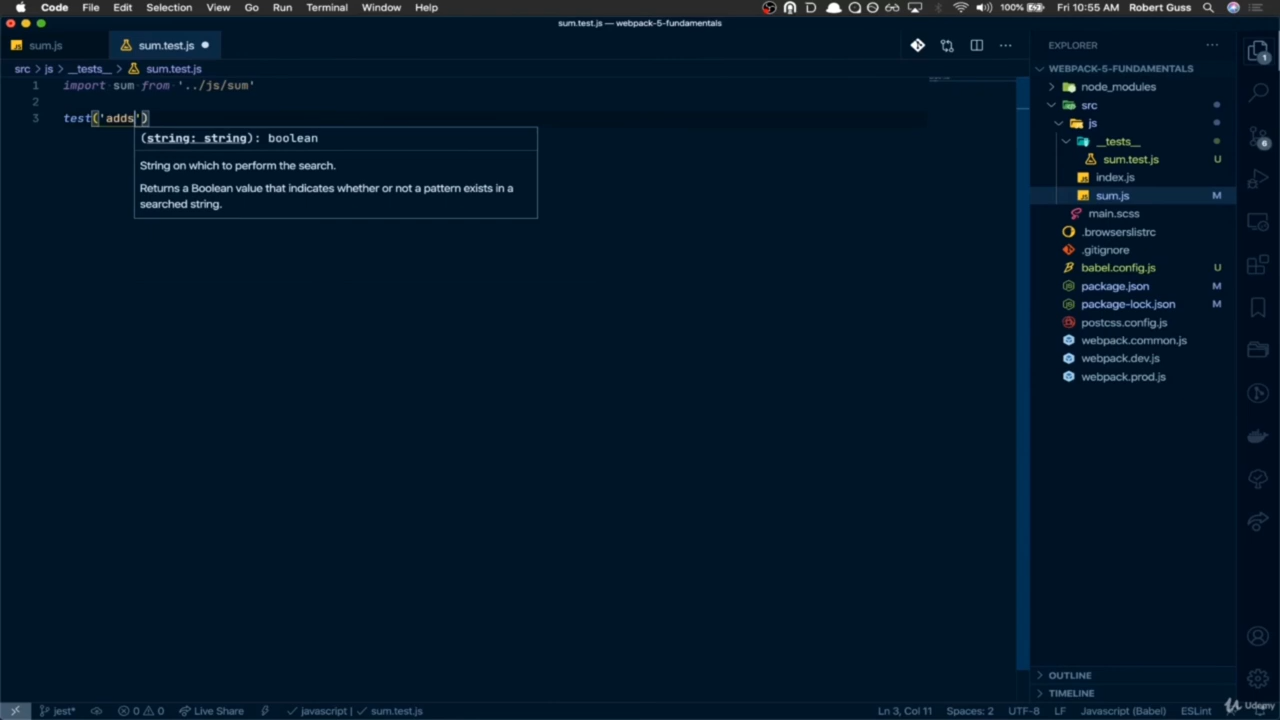 Code File Edit Selection View Go Run Terminal Window Help 100% Fri 10:55 AM Robert Guss
sum.test.js — webpack-5-fundamentals
sum.js
sum.test.js
src > js > __tests__ > sum.test.js
1 import sum from '../js/sum'
2
3 test('adds')
(string: string): boolean
String on which to perform the search.
Returns a Boolean value that indicates whether or not a pattern exists in a
searched string.
EXPLORER
WEBPACK-5-FUNDAMENTALS
node_modules
src
js
__tests__
sum.test.js U
index.js
sum.js M
main.scss
.browserslistrc
.gitignore
babel.config.js U
package.json M
package-lock.json M
postcss.config.js
webpack.common.js
webpack.dev.js
webpack.prod.js
OUTLINE
TIMELINE
1
6
jest* 0 0 Live Share javascript | sum.test.js Ln 3, Col 11 Spaces: 2 UTF-8 LF Javascript (Babel) ESLint
Udemy